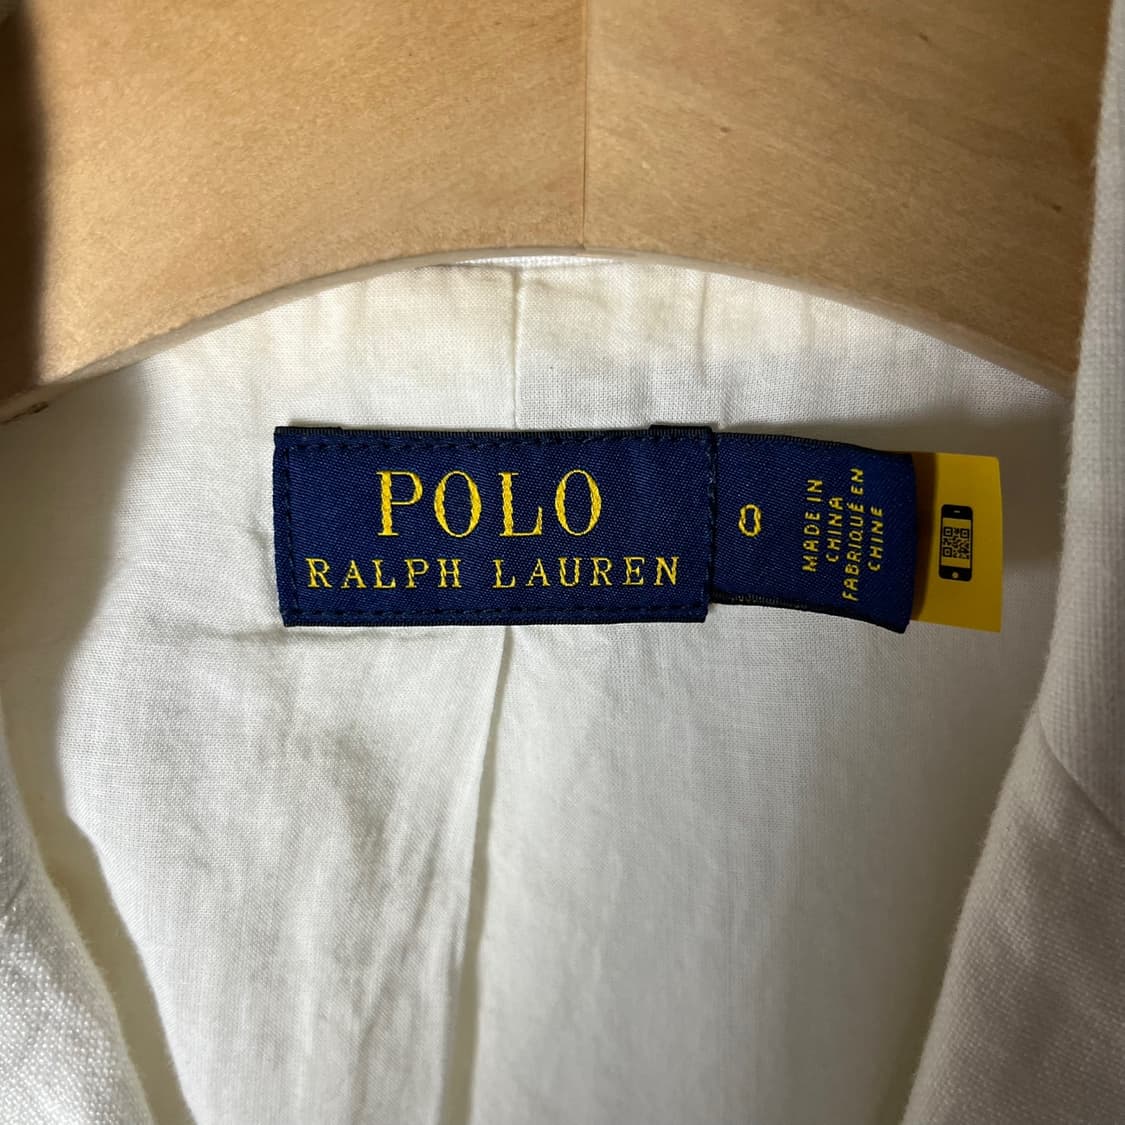 POLO
RALPH LAUREN
0
MADE IN
CHINA
FABRIQUÉ EN
CHINE